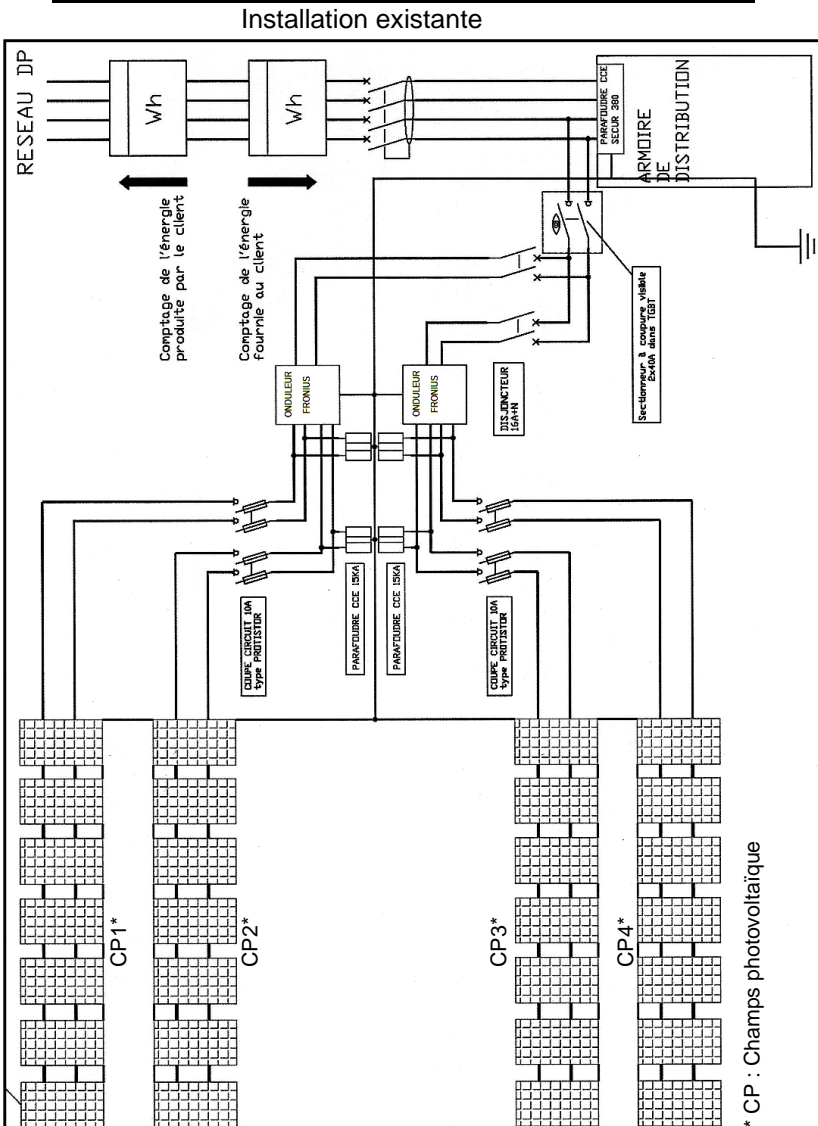 Installation existante
RESEAU DP
Wh
Wh
PARAFOUDRE CCE
SECUR 380
ARMOIRE
DE
DISTRIBUTION
Comptage de l'énergie
produite par le client
Comptage de l'énergie
fournie au client
ONDULEUR
FRONIUS
ONDULEUR
FRONIUS
DISJONCTEUR
16A+N
Sectionneur à coupure visible
2x40A dans TGBT
COUPE CIRCUIT 10A
type PROTISTOR
PARAFOUDRE CCE 15KA
PARAFOUDRE CCE 15KA
COUPE CIRCUIT 10A
type PROTISTOR
CP1*
CP2*
CP3*
CP4*
* CP : Champs photovoltaïque